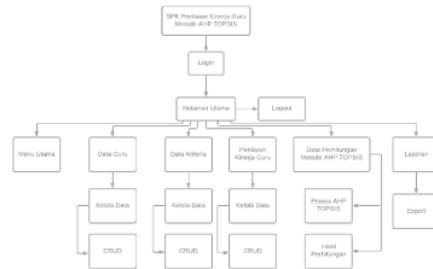 SPK Penilaian Kinerja Guru
Metode AHP TOPSIS
Login
Halaman Utama
Logout
Menu Utama
Data Guru
Data Kriteria
Penilaian
Kinerja Guru
Data Perhitungan
Metode AHP TOPSIS
Laporan
Kelola Data
Kelola Data
Kelola Data
Proses AHP
TOPSIS
Export
CRUD
CRUD
CRUD
Hasil
Perhitungan